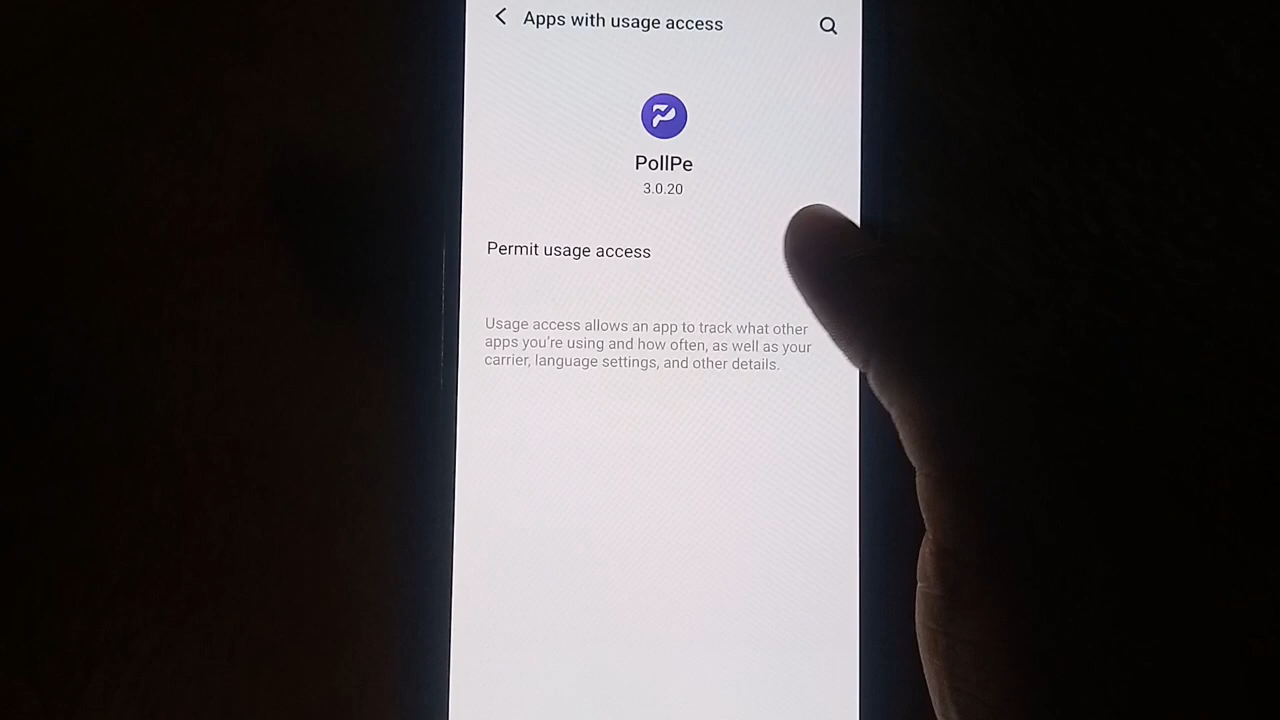 Apps with usage access
PollPe
3.0.20
Permit usage access
Usage access allows an app to track what other
apps you're using and how often, as well as your
carrier, language settings, and other details.